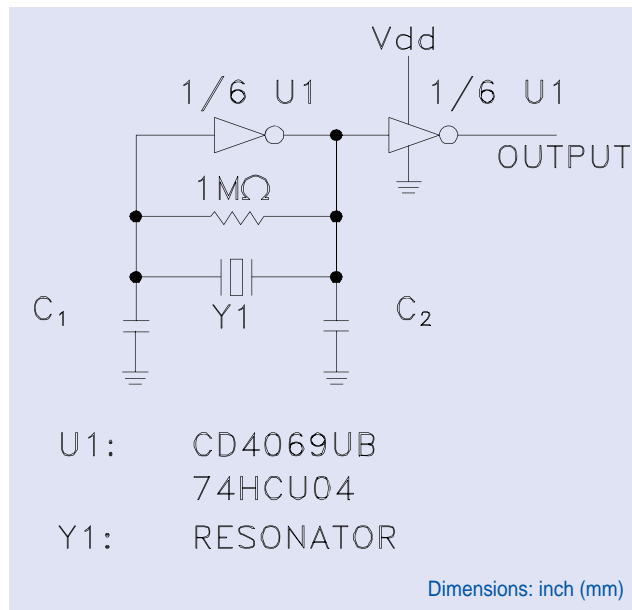 Vdd
1/6 U1
1/6 U1
OUTPUT
1MΩ
Y1
C1
C2
U1: CD4069UB
74HCU04
Y1: RESONATOR
Dimensions: inch (mm)